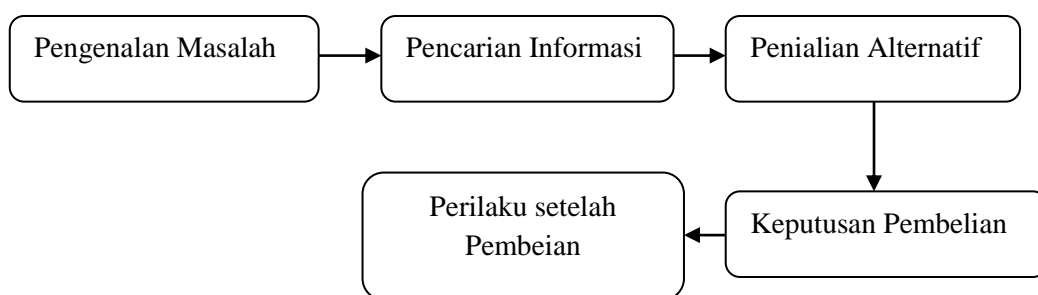 Pengenalan Masalah
Pencarian Informasi
Penialian Alternatif
Keputusan Pembelian
Perilaku setelah
Pembeian